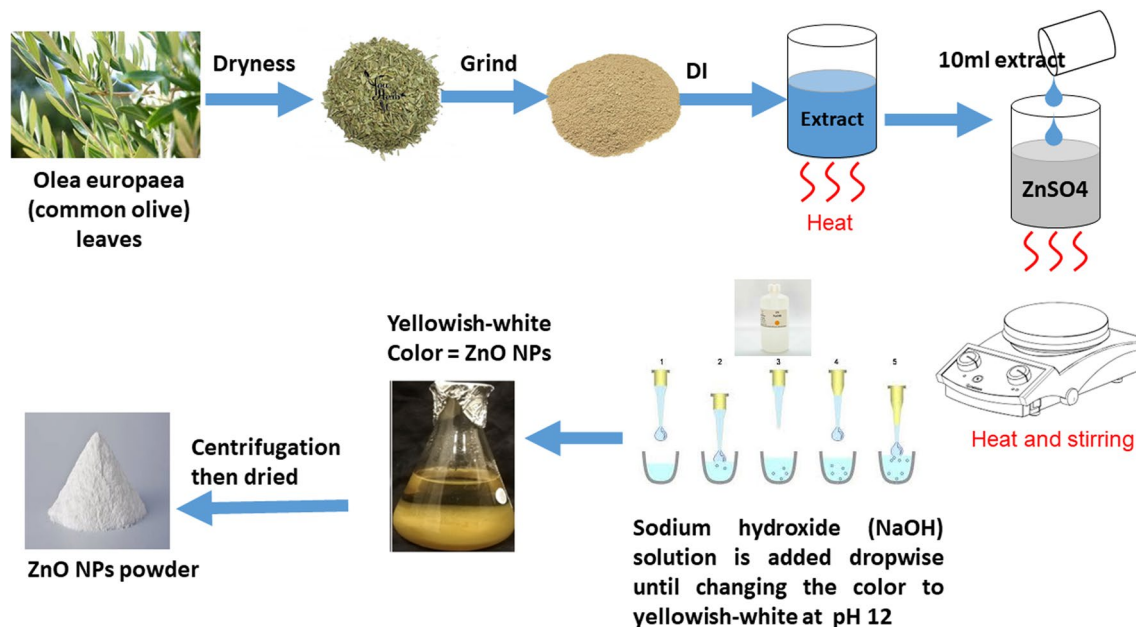 Dryness
Grind
DI
10ml extract
Extract
ZnSO4
Olea europaea
(common olive)
leaves
Heat
Heat and stirring
1 2 3 4 5
Sodium hydroxide (NaOH)
solution is added dropwise
until changing the color to
yellowish-white at pH 12
Yellowish-white
Color = ZnO NPs
Centrifugation
then dried
ZnO NPs powder